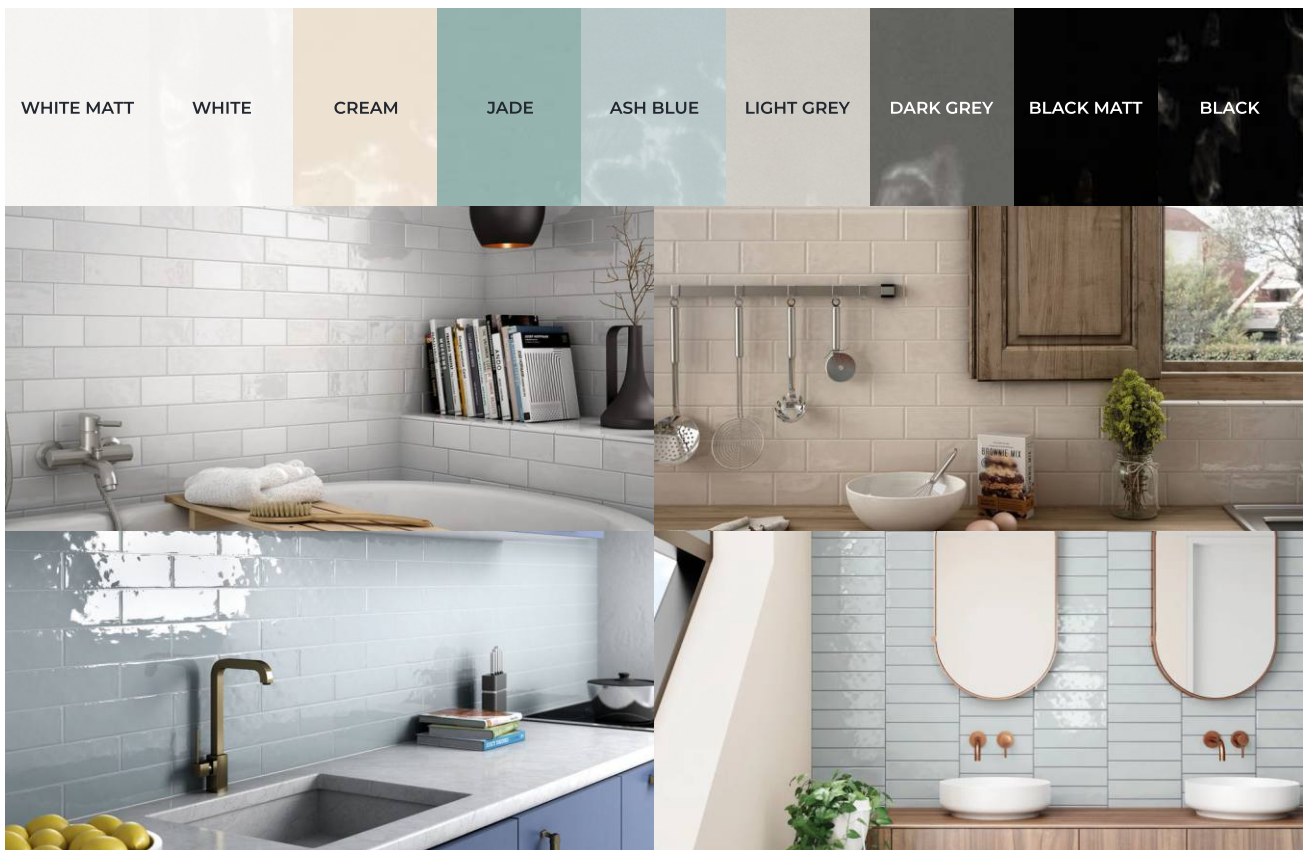 WHITE MATT
WHITE
CREAM
JADE
ASH BLUE
LIGHT GREY
DARK GREY
BLACK MATT
BLACK
BROWNIE MIX